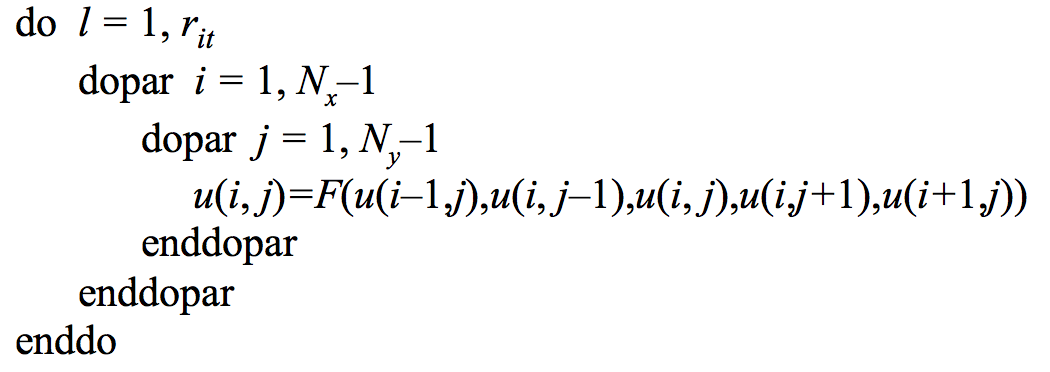 do l = 1, r_it
dopar i = 1, N_x–1
dopar j = 1, N_y–1
u(i, j)=F(u(i–1,j),u(i, j–1),u(i, j),u(i,j+1),u(i+1,j))
enddopar
enddopar
enddo